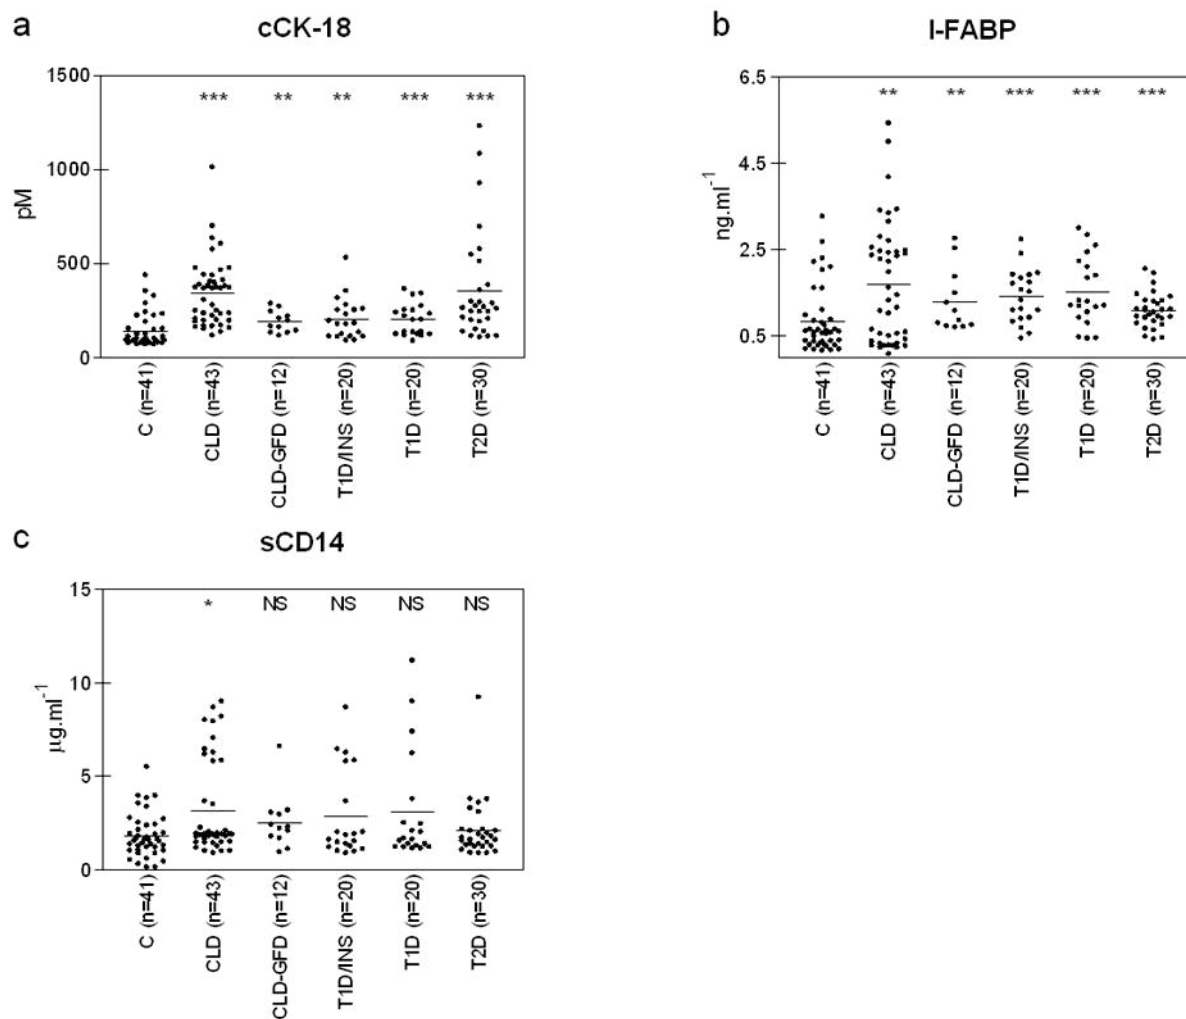 a
cCK-18
1500
1000
500
0
pM
*** ** ** *** ***
C (n=41)
CLD (n=43)
CLD-GFD (n=12)
T1D/INS (n=20)
T1D (n=20)
T2D (n=30)
b
I-FABP
6.5
4.5
2.5
0.5
ng.ml⁻¹
** ** *** *** ***
C (n=41)
CLD (n=43)
CLD-GFD (n=12)
T1D/INS (n=20)
T1D (n=20)
T2D (n=30)
c
sCD14
15
10
5
0
µg.ml⁻¹
* NS NS NS NS
C (n=41)
CLD (n=43)
CLD-GFD (n=12)
T1D/INS (n=20)
T1D (n=20)
T2D (n=30)